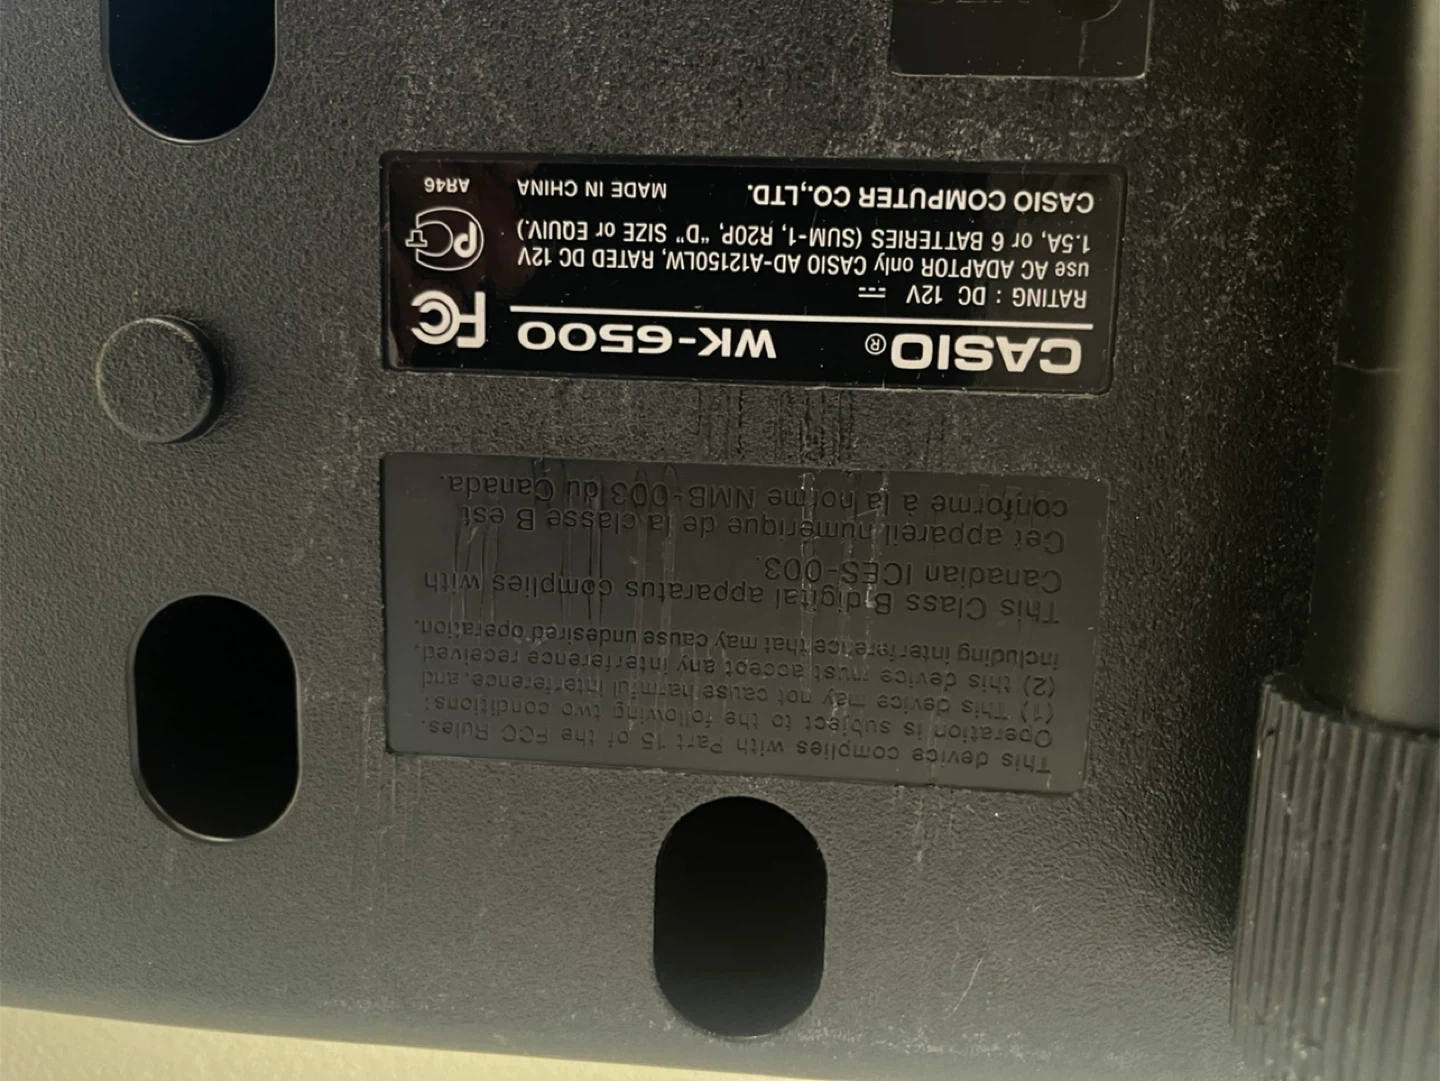 CASIO® WK-6500 FC
RATING : DC 12V
use AC ADAPTOR only CASIO AD-A12150LW, RATED DC 12V
1.5A, or 6 BATTERIES (SUM-1, R20P, "D" SIZE or EQUIV.)
CASIO COMPUTER CO.,LTD. MADE IN CHINA
PCT
AR46
This device complies with Part 15 of the FCC Rules.
Operation is subject to the following two conditions:
(1) This device may not cause harmful interference, and
(2) this device must accept any interference received,
including interference that may cause undesired operation.
This Class B digital apparatus complies with
Canadian ICES-003.
Cet appareil numérique de la classe B est
conforme à la norme NMB-003 du Canada.